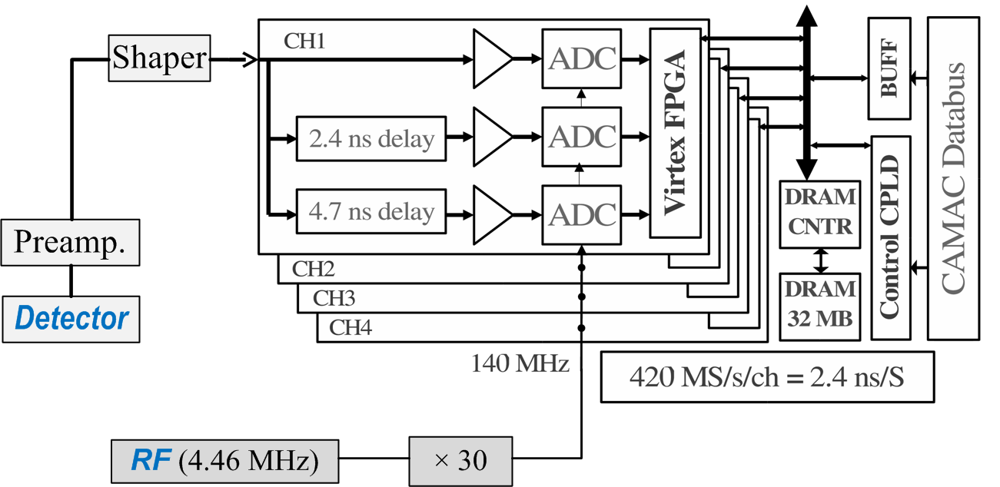 Shaper
Preamp.
Detector
CH1
ADC
2.4 ns delay
ADC
4.7 ns delay
ADC
Virtex FPGA
CH2
CH3
CH4
BUFF
CAMAC Databus
Control CPLD
DRAM
CNTR
DRAM
32 MB
140 MHz
420 MS/s/ch = 2.4 ns/S
RF (4.46 MHz)
× 30